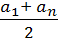 a₁ + aₙ
2